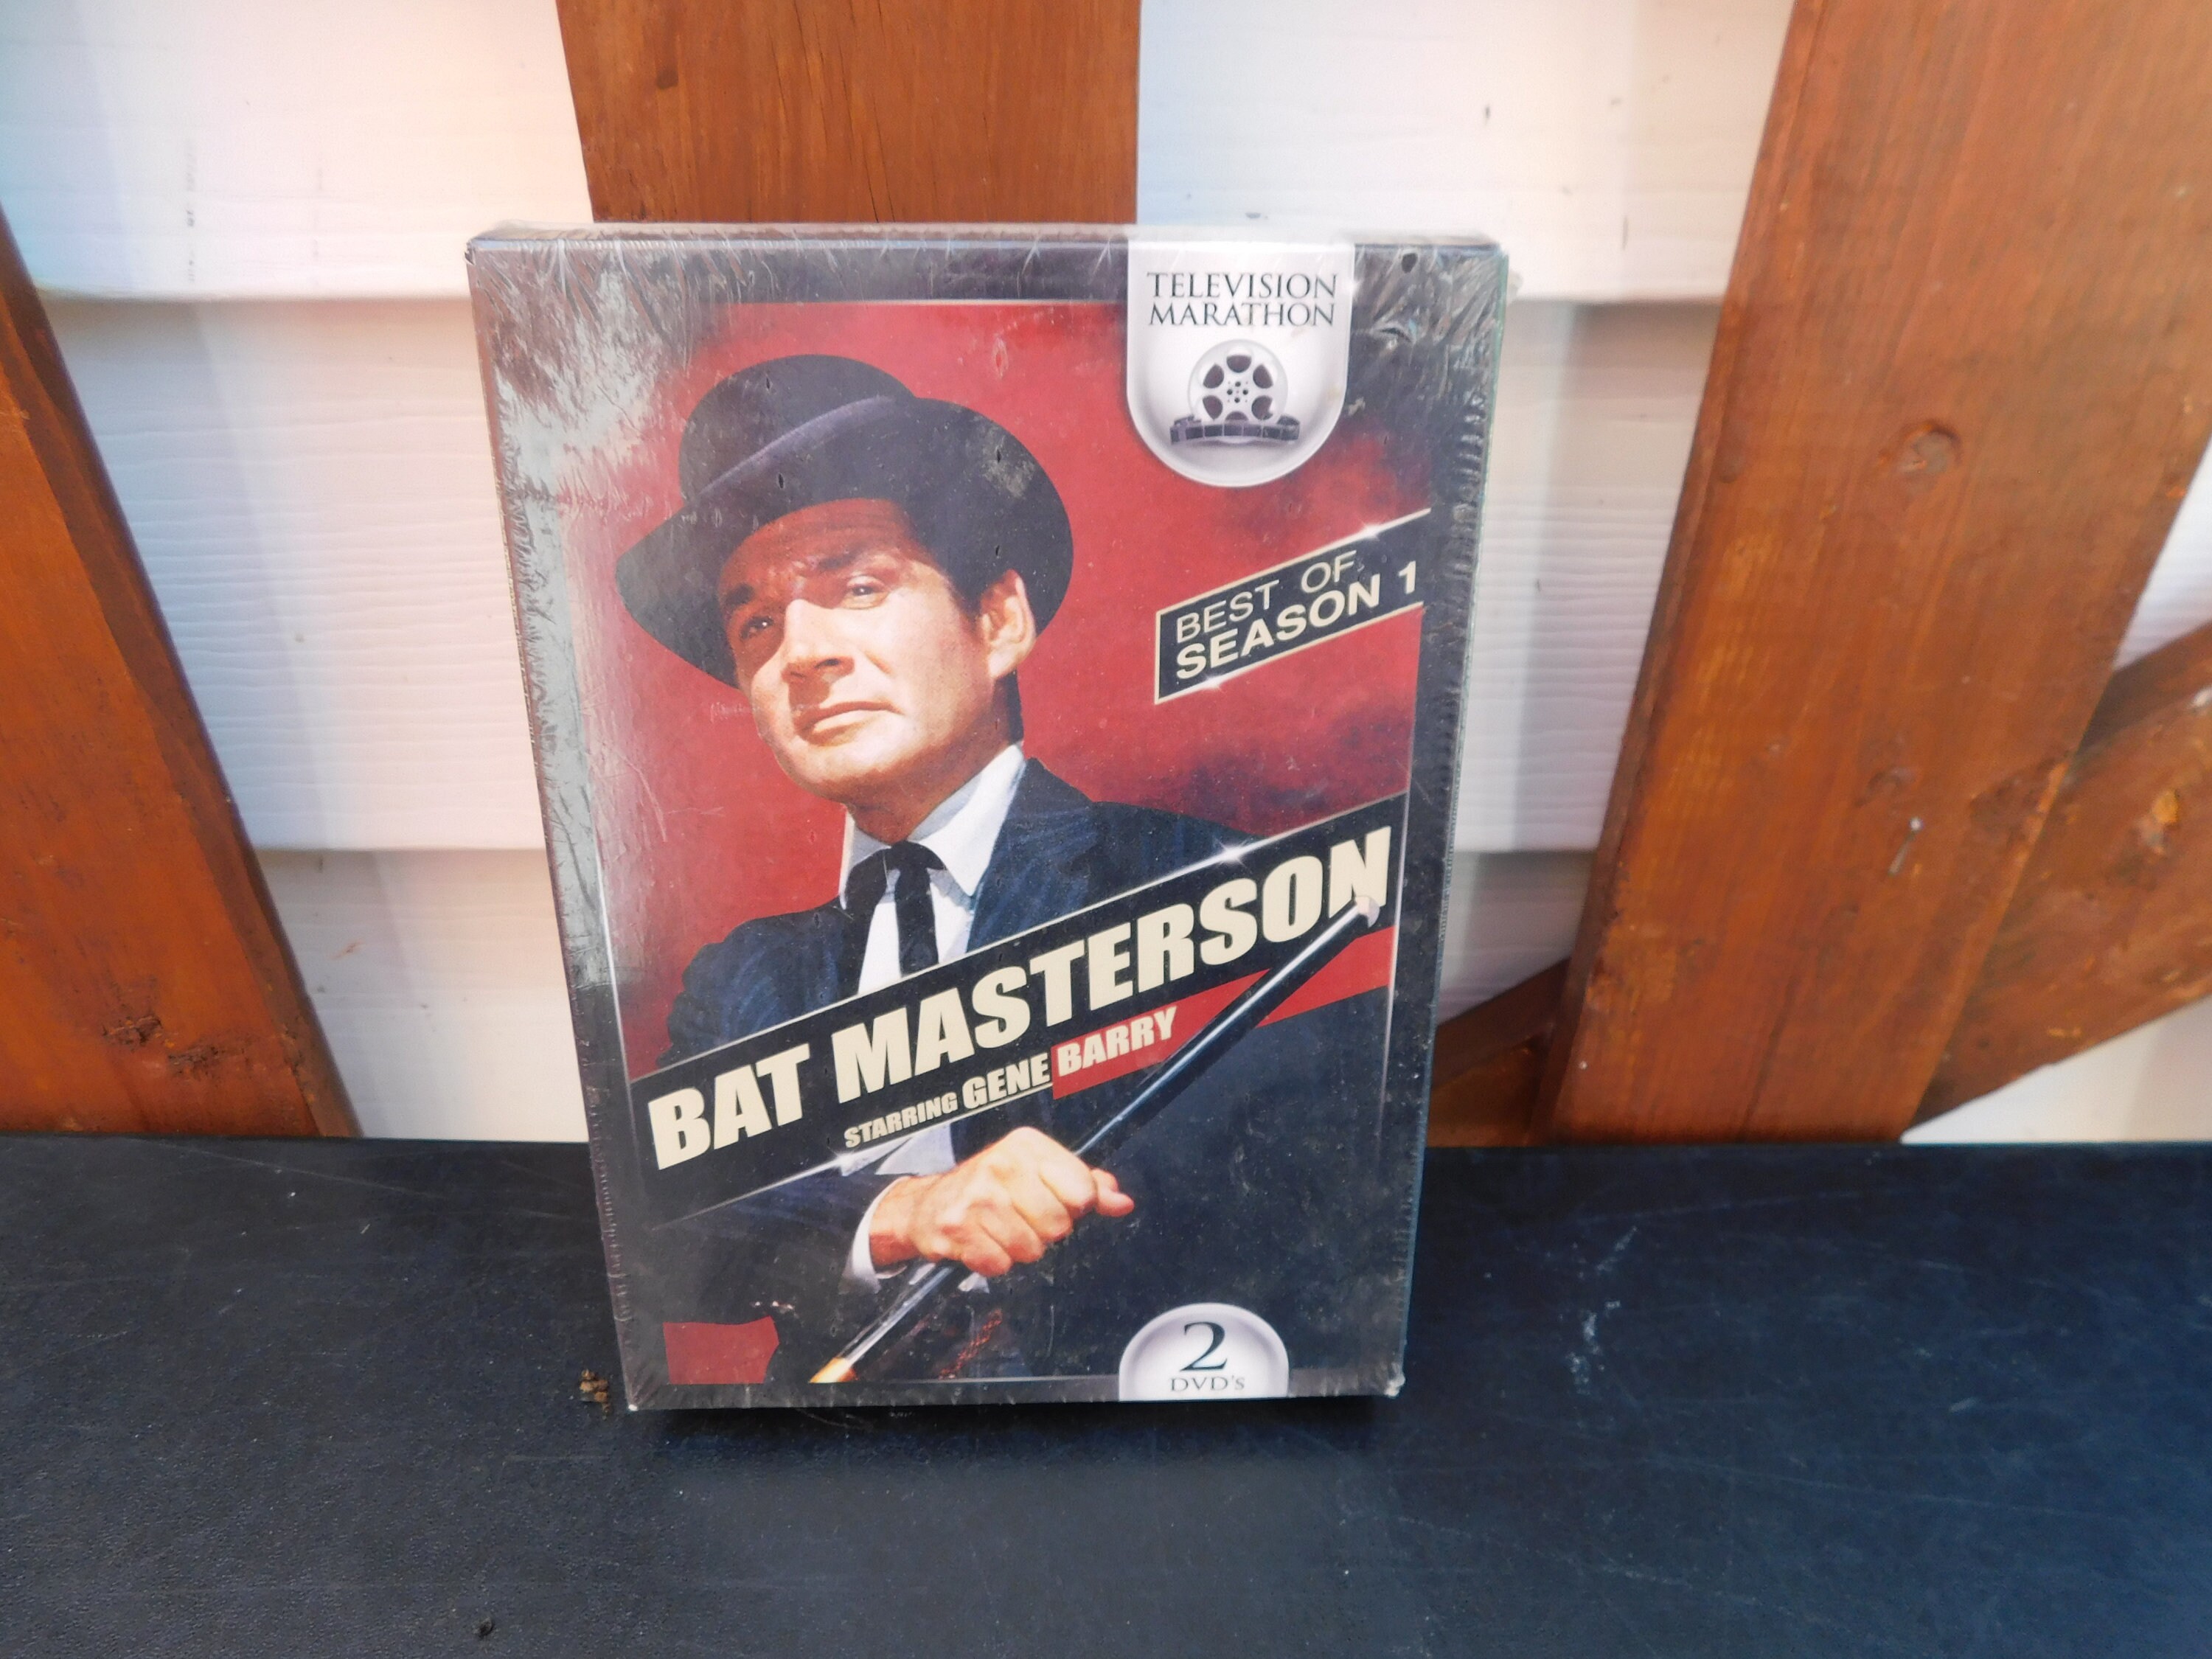 TELEVISION
MARATHON
BEST OF
SEASON 1
BAT MASTERSON
STARRING GENE BARRY
2
DVD's